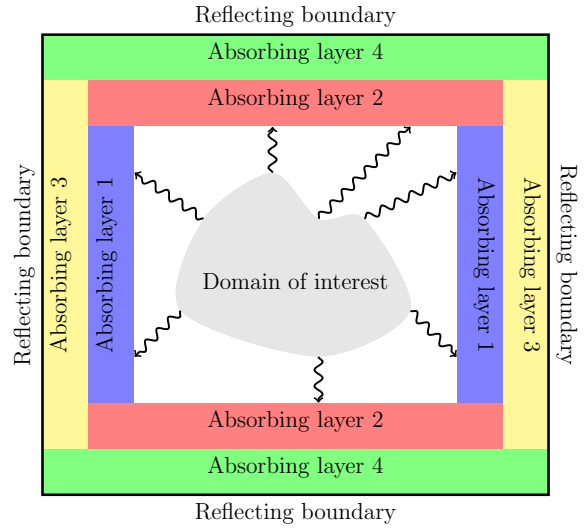 Reflecting boundary
Absorbing layer 4
Absorbing layer 2
Reflecting boundary
Absorbing layer 3
Absorbing layer 1
Domain of interest
Absorbing layer 1
Absorbing layer 3
Reflecting boundary
Absorbing layer 2
Absorbing layer 4
Reflecting boundary